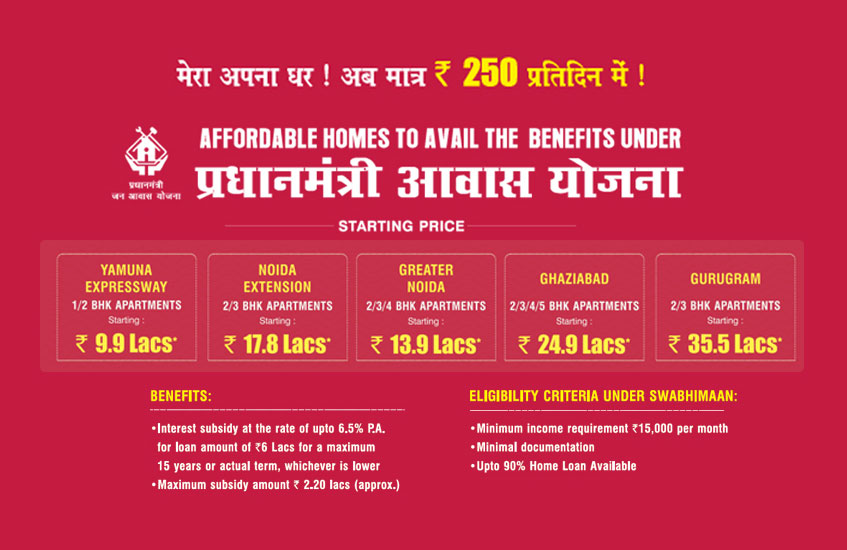 मेरा अपना घर ! अब मात्र ₹ 250 प्रतिदिन में !
AFFORDABLE HOMES TO AVAIL THE BENEFITS UNDER
प्रधानमंत्री आवास योजना
प्रधानमंत्री
जन आवास योजना
STARTING PRICE
YAMUNA
EXPRESSWAY
1/2 BHK APARTMENTS
Starting :
₹ 9.9 Lacs*
NOIDA
EXTENSION
2/3 BHK APARTMENTS
Starting :
₹ 17.8 Lacs*
GREATER
NOIDA
2/3/4 BHK APARTMENTS
Starting :
₹ 13.9 Lacs*
GHAZIABAD
2/3/4/5 BHK APARTMENTS
Starting :
₹ 24.9 Lacs*
GURUGRAM
2/3 BHK APARTMENTS
Starting :
₹ 35.5 Lacs*
BENEFITS:
•Interest subsidy at the rate of upto 6.5% P.A.
for loan amount of ₹6 Lacs for a maximum
15 years or actual term, whichever is lower
•Maximum subsidy amount ₹ 2.20 lacs (approx.)
ELIGIBILITY CRITERIA UNDER SWABHIMAAN:
•Minimum income requirement ₹15,000 per month
•Minimal documentation
•Upto 90% Home Loan Available